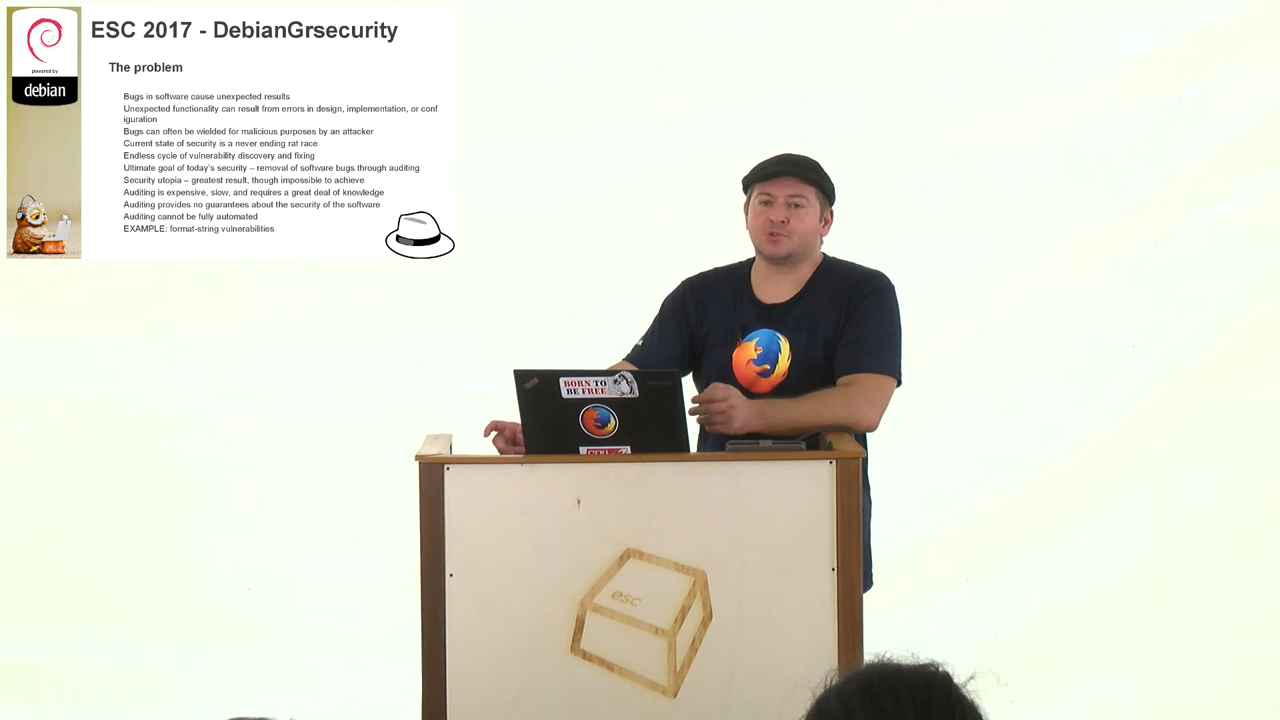 ESC 2017 - DebianGrsecurity
powered by
debian
The problem
Bugs in software cause unexpected results
Unexpected functionality can result from errors in design, implementation, or conf
iguration
Bugs can often be wielded for malicious purposes by an attacker
Current state of security is a never ending rat race
Endless cycle of vulnerability discovery and fixing
Ultimate goal of today's security – removal of software bugs through auditing
Security utopia – greatest result, though impossible to achieve
Auditing is expensive, slow, and requires a great deal of knowledge
Auditing provides no guarantees about the security of the software
Auditing cannot be fully automated
EXAMPLE: format-string vulnerabilities
BORN TO
BE FREE
esc